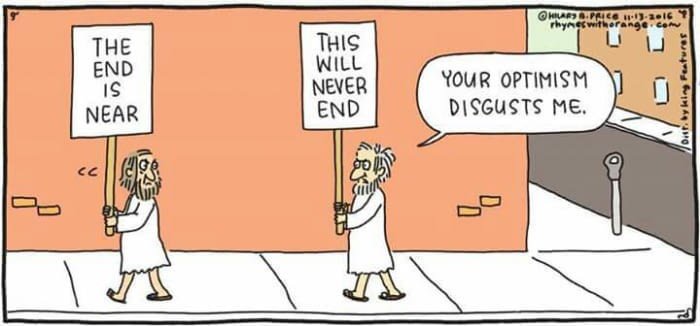 THE
END
IS
NEAR
THIS
WILL
NEVER
END
YOUR OPTIMISM
DISGUSTS ME.
©HILARY B. PRICE 11-13-2016
rhymeswithorange.com
Dist. by King Features